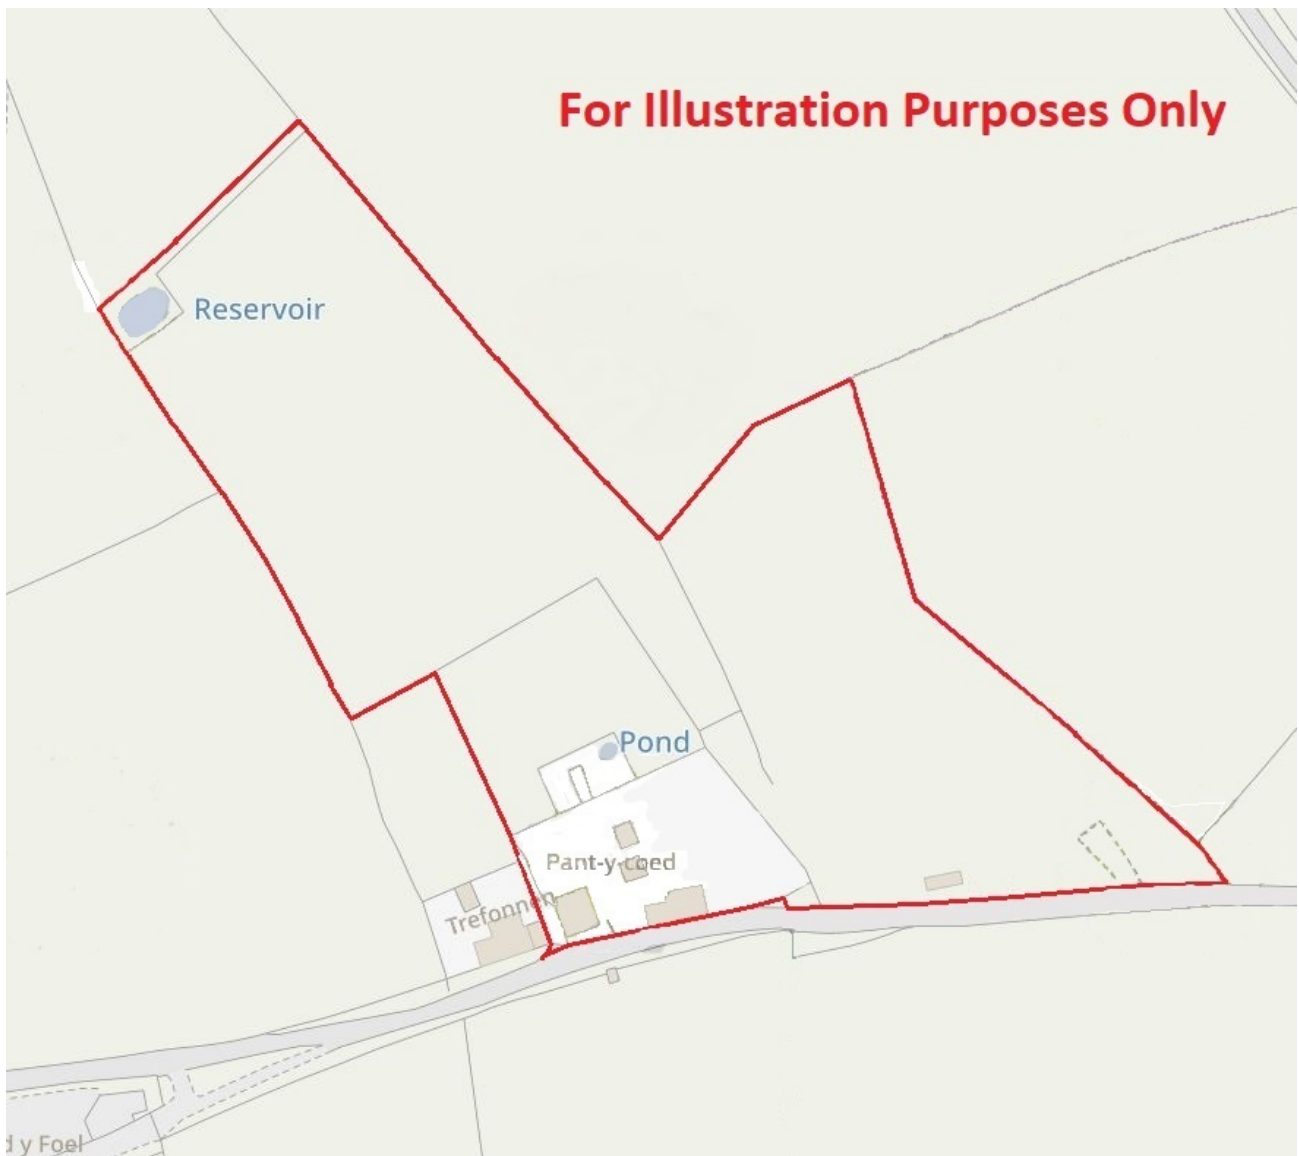 For Illustration Purposes Only
Reservoir
Pond
Pant-y-coed
Trefonnen
d y Foel